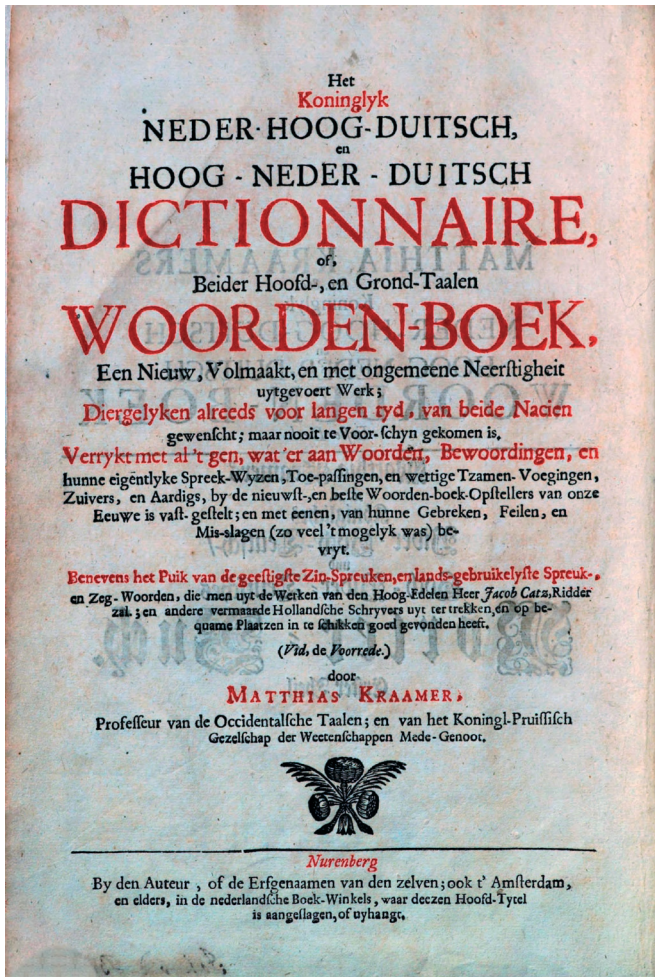 Het
Koninglyk
NEDER-HOOG-DUITSCH,
en
HOOG - NEDER - DUITSCH
DICTIONNAIRE,
of,
Beider Hoofd-, en Grond-Taalen
WOORDEN-BOEK,
Een Nieuw, Volmaakt, en met ongemeene Neerſtigheit
uytgevoert Werk;
Diergelyken alreeds voor langen tyd, van beide Nacien
gewenſcht; maar nooit te Voor-ſchyn gekomen is.
Verrykt met al 't gen, wat 'er aan Woorden, Bewoordingen, en
hunne eigentlyke Spreek-Wyzen, Toe-paſſingen, en wettige Tzamen-Voegingen,
Zuivers, en Aardigs, by de nieuwſt-, en beſte Woorden-boek-Opſtellers van onze
Eeuwe is vaſt-geſtelt; en met eenen, van hunne Gebreken, Feilen, en
Mis-slagen (zo veel 't mogelyk was) be-
vryt.
Benevens het Puik van de geeſtigſte Zin-Spreuken, en lands-gebruikelyſte Spreuk-,
en Zeg-Woorden, die men uyt de Werken van den Hoog-Edelen Heer Jacob Catz, Ridder
zal.; en andere vermaarde Hollandſche Schryvers uyt ter trekken, en op be-
quame Plaatzen in te ſchikken goed gevonden heeft.
(Vid, de Voorrede.)
door
MATTHIAS KRAAMER,
Profeſſeur van de Occidentalſche Taalen; en van het Koningl-Pruiſſiſch
Gezelſchap der Weetenſchappen Mede-Genoot.
Nurenberg
By den Auteur, of de Erfgenaamen van den zelven; ook t' Amſterdam,
en elders, in de nederlandſche Boek-Winkels, waar deezen Hoofd-Tytel
is aangeſlagen, of uyhangt.